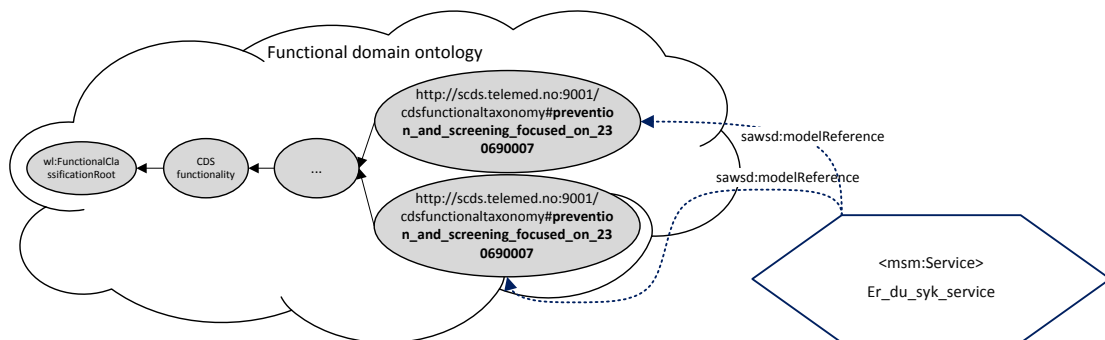 Functional domain ontology
http://scds.telemed.no:9001/
cdsfunctionaltaxonomy#preventio
n_and_screening_focused_on_23
0690007
sawsd:modelReference
wl:FunctionalCla
ssificationRoot
CDS
functionality
...
sawsd:modelReference
http://scds.telemed.no:9001/
cdsfunctionaltaxonomy#preventio
n_and_screening_focused_on_23
0690007
<msm:Service>
Er_du_syk_service